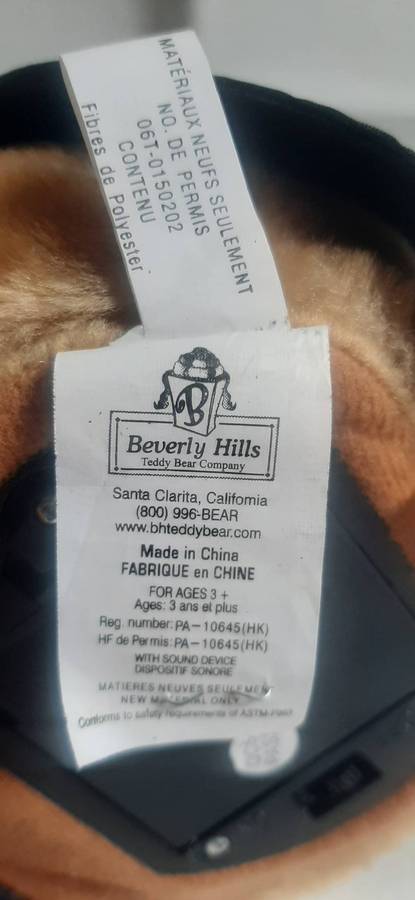 MATÉRIAUX NEUFS SEULEMENT
NO. DE PERMIS
06T-0150202
CONTENU
Fibres de Polyester
B
Beverly Hills
Teddy Bear Company
Santa Clarita, California
(800) 996-BEAR
www.bhteddybear.com
Made in China
FABRIQUE en CHINE
FOR AGES 3 +
Ages: 3 ans et plus
Reg. number: PA-10645(HK)
HF de Permis: PA-10645(HK)
WITH SOUND DEVICE
DISPOSITIF SONORE
MATIERES NEUVES SEULEMEN
NEW MATERIAL ONLY
Conforms to safety requirements of ASTM